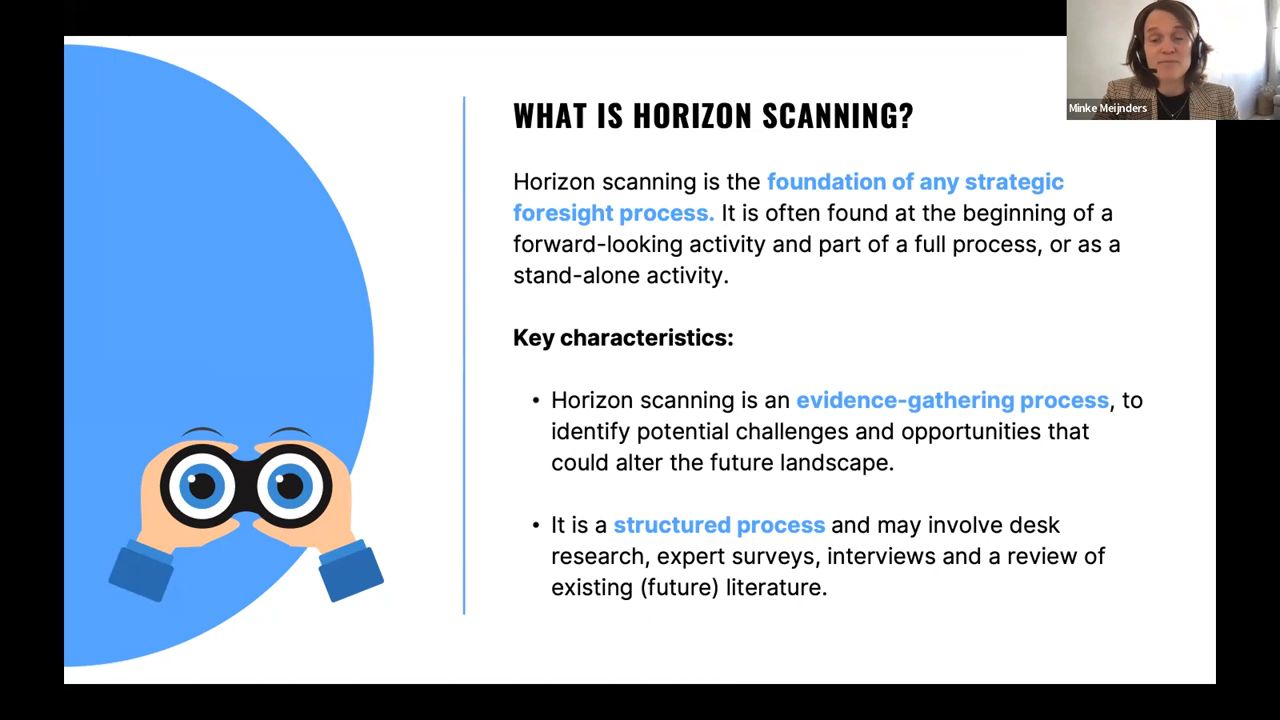 Minke Meijnders
WHAT IS HORIZON SCANNING?
Horizon scanning is the foundation of any strategic
foresight process. It is often found at the beginning of a
forward-looking activity and part of a full process, or as a
stand-alone activity.
Key characteristics:
• Horizon scanning is an evidence-gathering process, to
identify potential challenges and opportunities that
could alter the future landscape.
• It is a structured process and may involve desk
research, expert surveys, interviews and a review of
existing (future) literature.